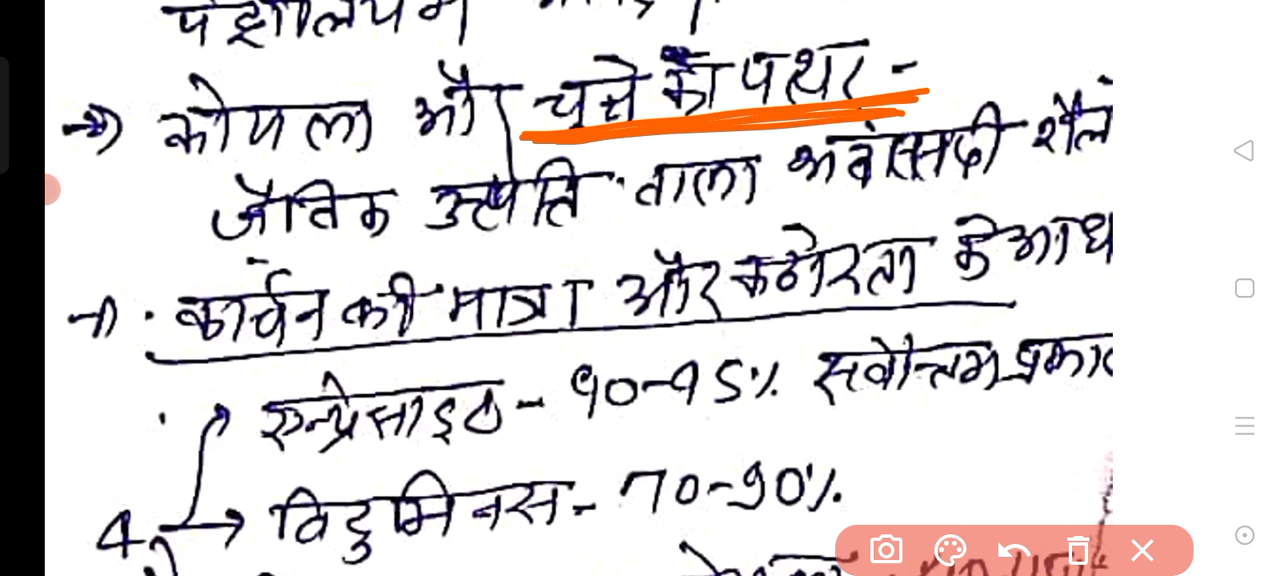 कोयला और चूने का पत्थर -
जैविक उत्पत्ति वाला अवसादी शैल
→ कार्बन की मात्रा और कठोरता के आधा
→ एन्थ्रेसाइट - 90-95% सर्वोत्तम प्रकार
4 → विटुमिनस - 70-90%